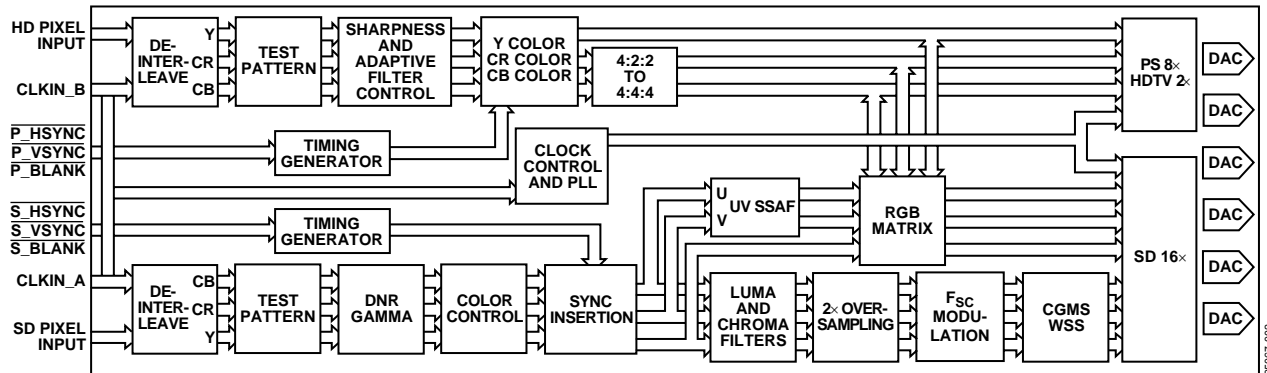 HD PIXEL
INPUT
CLKIN_B
P_HSYNC
P_VSYNC
P_BLANK
S_HSYNC
S_VSYNC
S_BLANK
CLKIN_A
SD PIXEL
INPUT
DE-
INTER-
LEAVE
Y
CR
CB
TEST
PATTERN
SHARPNESS
AND
ADAPTIVE
FILTER
CONTROL
Y COLOR
CR COLOR
CB COLOR
4:2:2
TO
4:4:4
PS 8×
HDTV 2×
TIMING
GENERATOR
CLOCK
CONTROL
AND PLL
TIMING
GENERATOR
U
V
UV SSAF
RGB
MATRIX
SD 16×
DE-
INTER-
LEAVE
CB
CR
Y
TEST
PATTERN
DNR
GAMMA
COLOR
CONTROL
SYNC
INSERTION
LUMA
AND
CHROMA
FILTERS
2× OVER-
SAMPLING
FSC
MODU-
LATION
CGMS
WSS
DAC
DAC
DAC
DAC
DAC
DAC